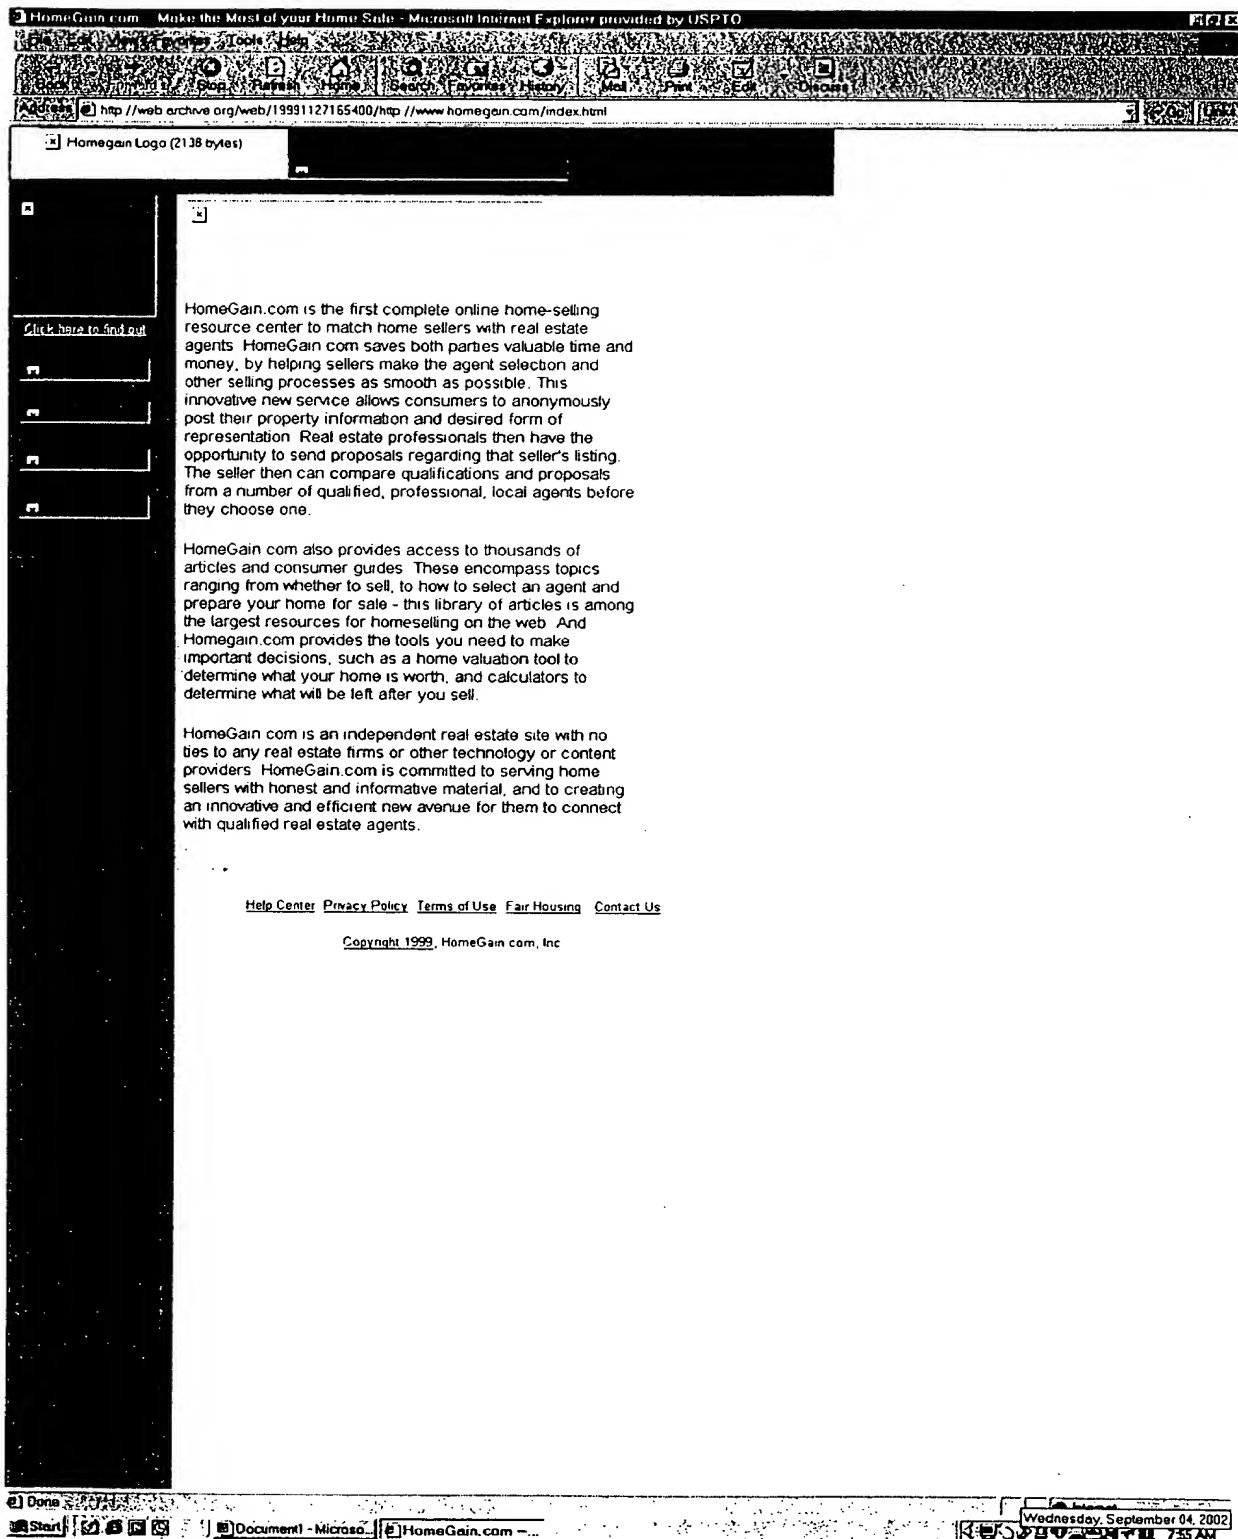 HomeGain com Make the Most of your Home Sale - Microsoft Internet Explorer provided by USPTO
File Edit View Favorites Tools Help
Back Forward Stop Refresh Home Search Favorites History Mail Print Edit Discuss
Address http //web archive org/web/19991127165400/http //www homegain.com/index.html Go Links
Homegain Logo (2138 bytes)
Click here to find out
HomeGain.com is the first complete online home-selling
resource center to match home sellers with real estate
agents HomeGain com saves both parties valuable time and
money, by helping sellers make the agent selection and
other selling processes as smooth as possible. This
innovative new service allows consumers to anonymously
post their property information and desired form of
representation Real estate professionals then have the
opportunity to send proposals regarding that seller's listing.
The seller then can compare qualifications and proposals
from a number of qualified, professional, local agents before
they choose one.
HomeGain com also provides access to thousands of
articles and consumer guides These encompass topics
ranging from whether to sell, to how to select an agent and
prepare your home for sale - this library of articles is among
the largest resources for homeselling on the web And
Homegain.com provides the tools you need to make
important decisions, such as a home valuation tool to
determine what your home is worth, and calculators to
determine what will be left after you sell.
HomeGain com is an independent real estate site with no
ties to any real estate firms or other technology or content
providers HomeGain.com is committed to serving home
sellers with honest and informative material, and to creating
an innovative and efficient new avenue for them to connect
with qualified real estate agents.
Help Center Privacy Policy Terms of Use Fair Housing Contact Us
Copyright 1999, HomeGain com, Inc
Done Internet
Start Document1 - Microso... HomeGain.com –... Wednesday, September 04, 2002
7:55 AM